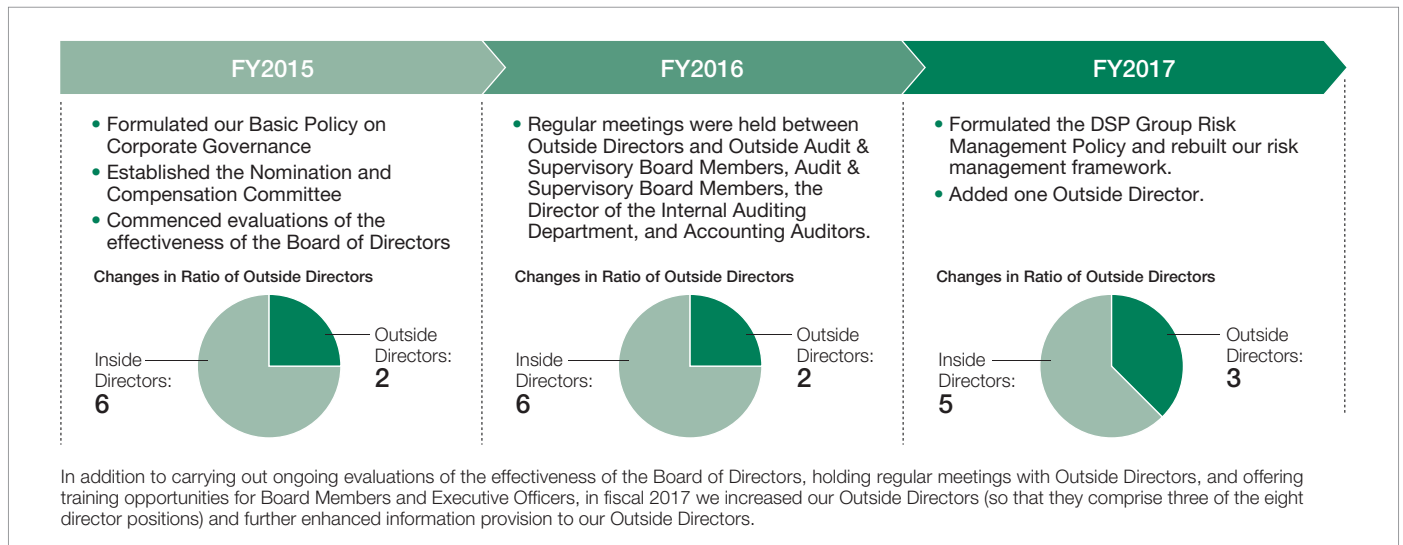 FY2015
FY2016
FY2017
• Formulated our Basic Policy on
Corporate Governance
• Established the Nomination and
Compensation Committee
• Commenced evaluations of the
effectiveness of the Board of Directors
Changes in Ratio of Outside Directors
Inside
Directors:
6
Outside
Directors:
2
• Regular meetings were held between
Outside Directors and Outside Audit &
Supervisory Board Members, Audit &
Supervisory Board Members, the
Director of the Internal Auditing
Department, and Accounting Auditors.
Changes in Ratio of Outside Directors
Inside
Directors:
6
Outside
Directors:
2
• Formulated the DSP Group Risk
Management Policy and rebuilt our risk
management framework.
• Added one Outside Director.
Changes in Ratio of Outside Directors
Inside
Directors:
5
Outside
Directors:
3
In addition to carrying out ongoing evaluations of the effectiveness of the Board of Directors, holding regular meetings with Outside Directors, and offering
training opportunities for Board Members and Executive Officers, in fiscal 2017 we increased our Outside Directors (so that they comprise three of the eight
director positions) and further enhanced information provision to our Outside Directors.